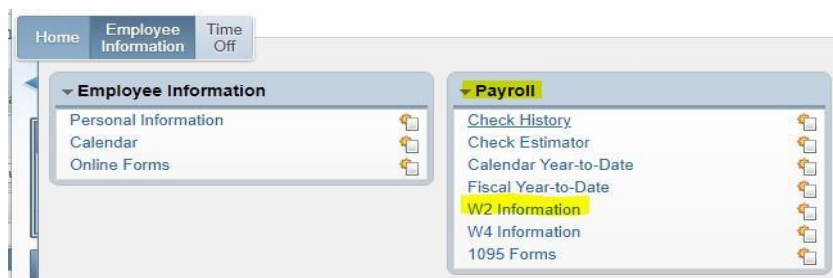 Home
Employee Information
Time Off
Employee Information
Personal Information
Calendar
Online Forms
Payroll
Check History
Check Estimator
Calendar Year-to-Date
Fiscal Year-to-Date
W2 Information
W4 Information
1095 Forms